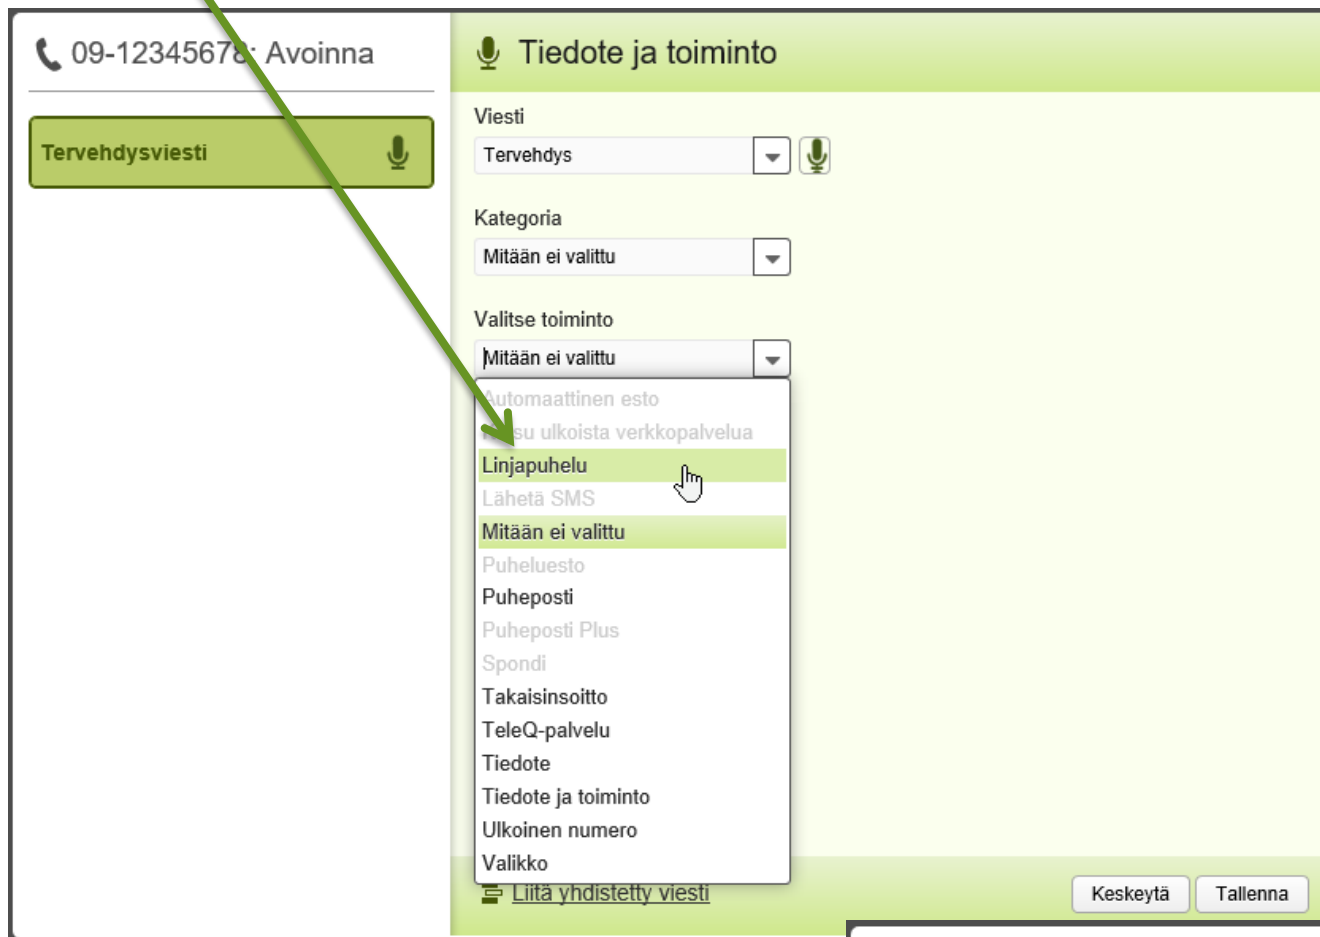 09-12345678: Avoinna
Tervehdysviesti
Tiedote ja toiminto
Viesti
Tervehdys
Kategoria
Mitään ei valittu
Valitse toiminto
Mitään ei valittu
Automaattinen esto
ulkoista verkkopalvelua
Linjapuhelu
Lähetä SMS
Mitään ei valittu
Puheluesto
Puheposti
Puheposti Plus
Spondi
Takaisinsoitto
TeleQ-palvelu
Tiedote
Tiedote ja toiminto
Ulkoinen numero
Valikko
Liitä yhdistetty viesti
Keskeytä
Tallenna